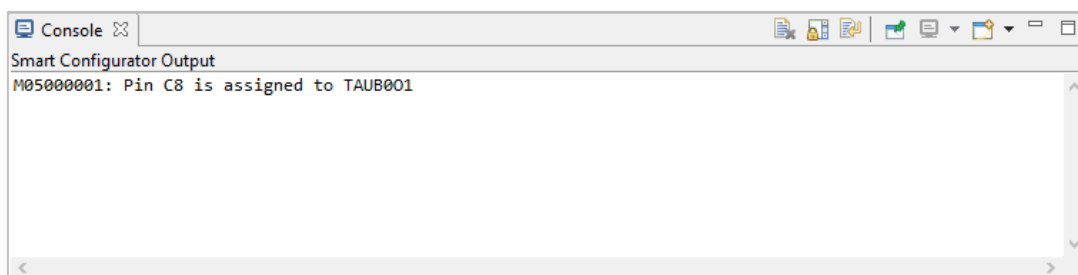 Console
Smart Configurator Output
M05000001: Pin C8 is assigned to TAUB0O1